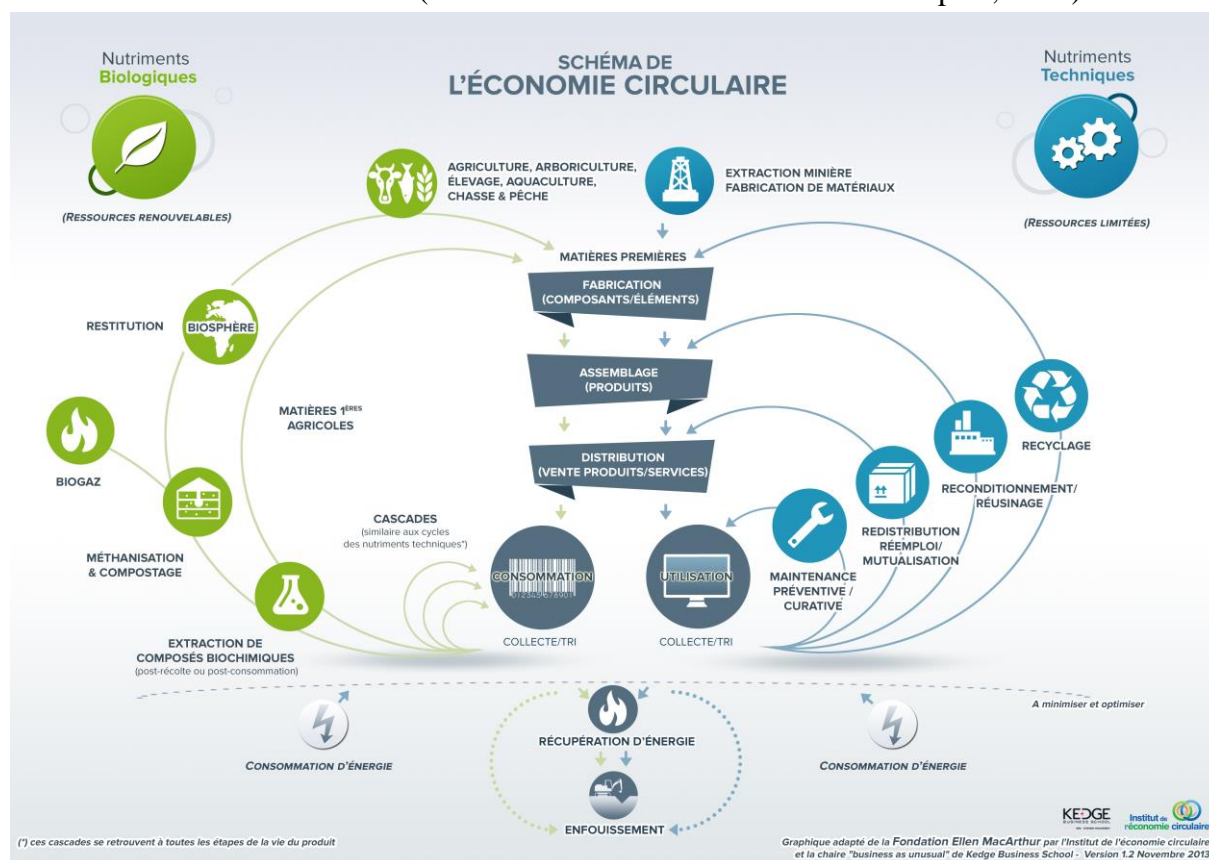 Nutriments
Biologiques
(RESSOURCES RENOUVELABLES)
SCHÉMA DE
L'ÉCONOMIE CIRCULAIRE
Nutriments
Techniques
(RESSOURCES LIMITÉES)
AGRICULTURE, ARBORICULTURE,
ÉLEVAGE, AQUACULTURE,
CHASSE & PÊCHE
EXTRACTION MINIÈRE
FABRICATION DE MATÉRIAUX
MATIÈRES PREMIÈRES
FABRICATION
(COMPOSANTS/ÉLÉMENTS)
RESTITUTION
BIOSPHÈRE
ASSEMBLAGE
(PRODUITS)
MATIÈRES 1ÈRES
AGRICOLES
RECYCLAGE
DISTRIBUTION
(VENTE PRODUITS/SERVICES)
BIOGAZ
RECONDITIONNEMENT/
RÉUSINAGE
CASCADES
(similaire aux cycles
des nutriments techniques*)
REDISTRIBUTION
RÉEMPLOI/
MUTUALISATION
MÉTHANISATION
& COMPOSTAGE
CONSOMMATION
UTILISATION
MAINTENANCE
PRÉVENTIVE /
CURATIVE
COLLECTE/TRI
COLLECTE/TRI
EXTRACTION DE
COMPOSÉS BIOCHIMIQUES
(post-récolte ou post-consommation)
A minimiser et optimiser
RÉCUPÉRATION D'ÉNERGIE
CONSOMMATION D'ÉNERGIE
CONSOMMATION D'ÉNERGIE
ENFOUISSEMENT
KEDGE
BUSINESS SCHOOL
Institut de
l'économie circulaire
(*) ces cascades se retrouvent à toutes les étapes de la vie du produit
Graphique adapté de la Fondation Ellen MacArthur par l'Institut de l'économie circulaire
et la chaire "business as unusual" de Kedge Business School - Version 1.2 Novembre 2013